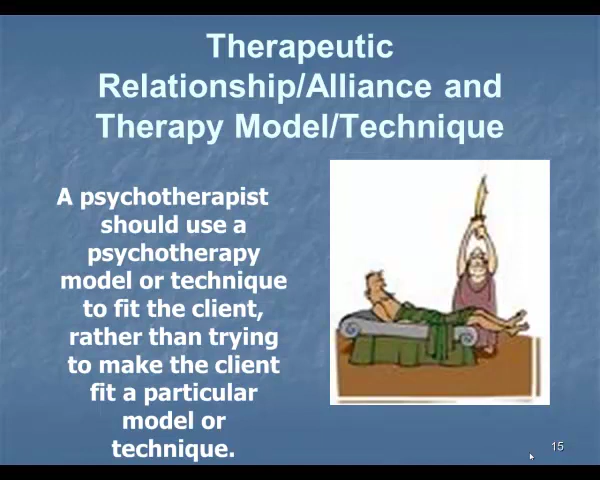 Therapeutic
Relationship/Alliance and
Therapy Model/Technique
A psychotherapist
should use a
psychotherapy
model or technique
to fit the client,
rather than trying
to make the client
fit a particular
model or
technique.
15